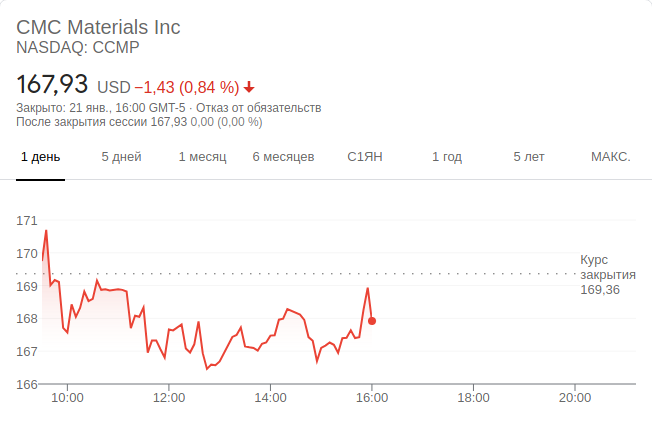 CMC Materials Inc
NASDAQ: CCMP
167,93 USD −1,43 (0,84 %)
Закрыто: 21 янв., 16:00 GMT-5 · Отказ от обязательств
После закрытия сессии 167,93 0,00 (0,00 %)
1 день 5 дней 1 месяц 6 месяцев С1ЯН 1 год 5 лет МАКС.
171
170
169
168
167
166
Курс
закрытия
169,36
10:00 12:00 14:00 16:00 18:00 20:00